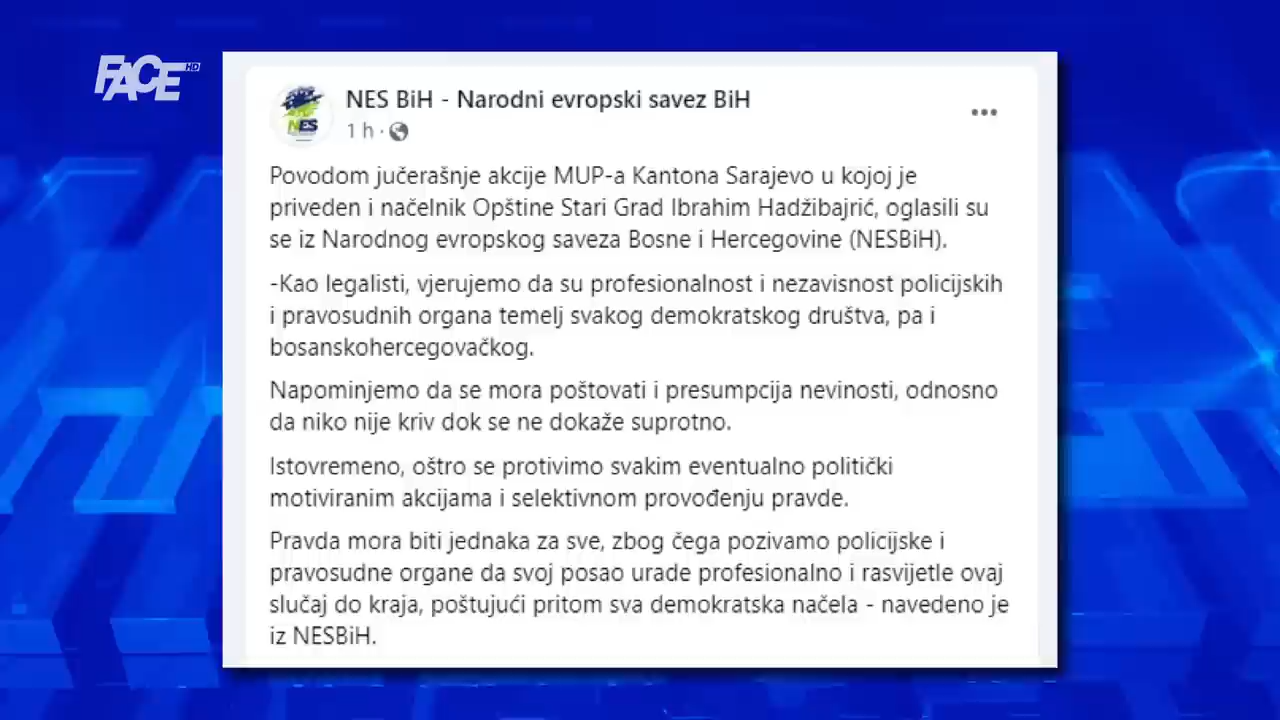 FACE HD
NES BiH - Narodni evropski savez BiH
NES
1 h ·
Povodom jučerašnje akcije MUP-a Kantona Sarajevo u kojoj je
priveden i načelnik Opštine Stari Grad Ibrahim Hadžibajrić, oglasili su
se iz Narodnog evropskog saveza Bosne i Hercegovine (NESBiH).
-Kao legalisti, vjerujemo da su profesionalnost i nezavisnost policijskih
i pravosudnih organa temelj svakog demokratskog društva, pa i
bosanskohercegovačkog.
Napominjemo da se mora poštovati i presumpcija nevinosti, odnosno
da niko nije kriv dok se ne dokaže suprotno.
Istovremeno, oštro se protivimo svakim eventualno politički
motiviranim akcijama i selektivnom provođenju pravde.
Pravda mora biti jednaka za sve, zbog čega pozivamo policijske i
pravosudne organe da svoj posao urade profesionalno i rasvijetle ovaj
slučaj do kraja, poštujući pritom sva demokratska načela - navedeno je
iz NESBiH.